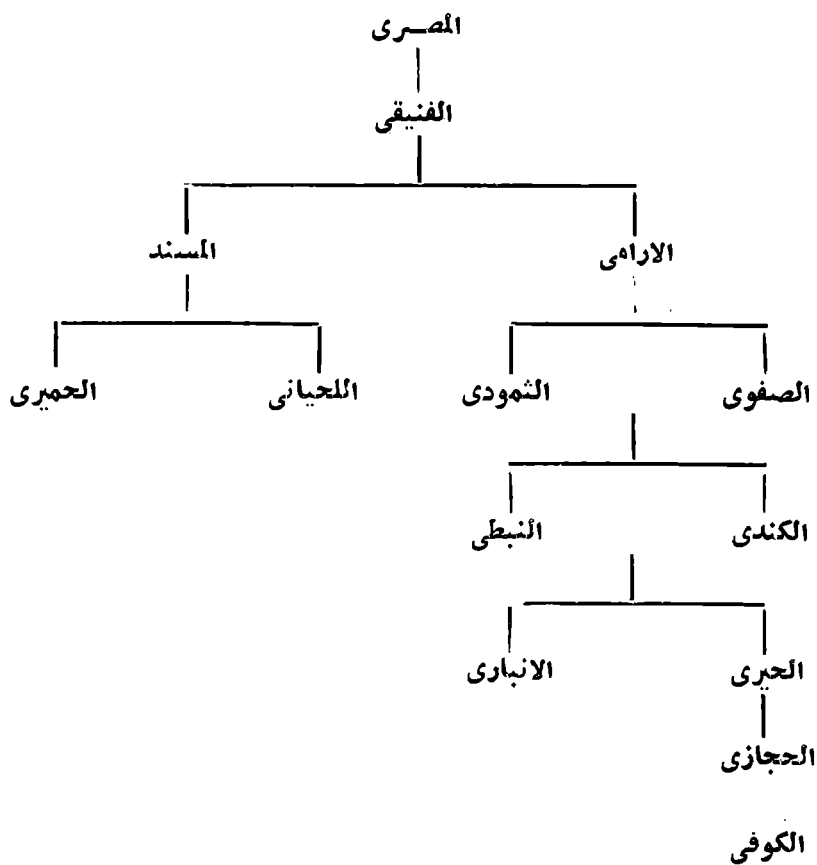 المصرى
الفنيقى
الارامى المسند
الصفوى الثمودى اللحيانى الحميرى
الكندى النبطى
الحيرى الانبارى
الحجازى
الكوفى